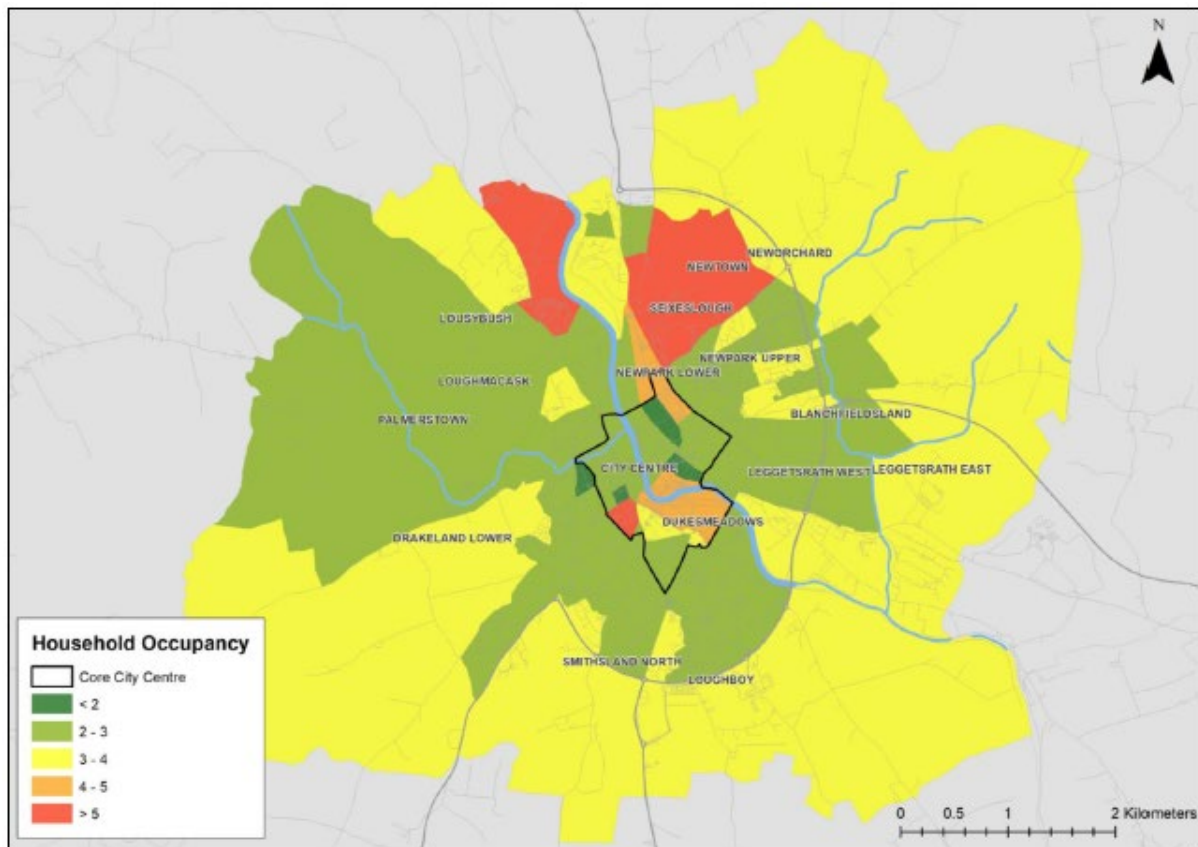 N
NEWORCHARD
NEWTOWN
SEIXESLOUGH
LOUSYBUSH
NEWPARK UPPER
NEWPARK LOWER
LOUGHMACASK
BLANCHFIELDSLAND
PALMERSTOWN
CITY CENTRE
LEGGETSRATH WEST
LEGGETSRATH EAST
DUKESMEADOWS
DRAKELAND LOWER
SMITHSLAND NORTH
LOUGHBOY
Household Occupancy
Core City Centre
< 2
2 - 3
3 - 4
4 - 5
> 5
0 0.5 1 2 Kilometers